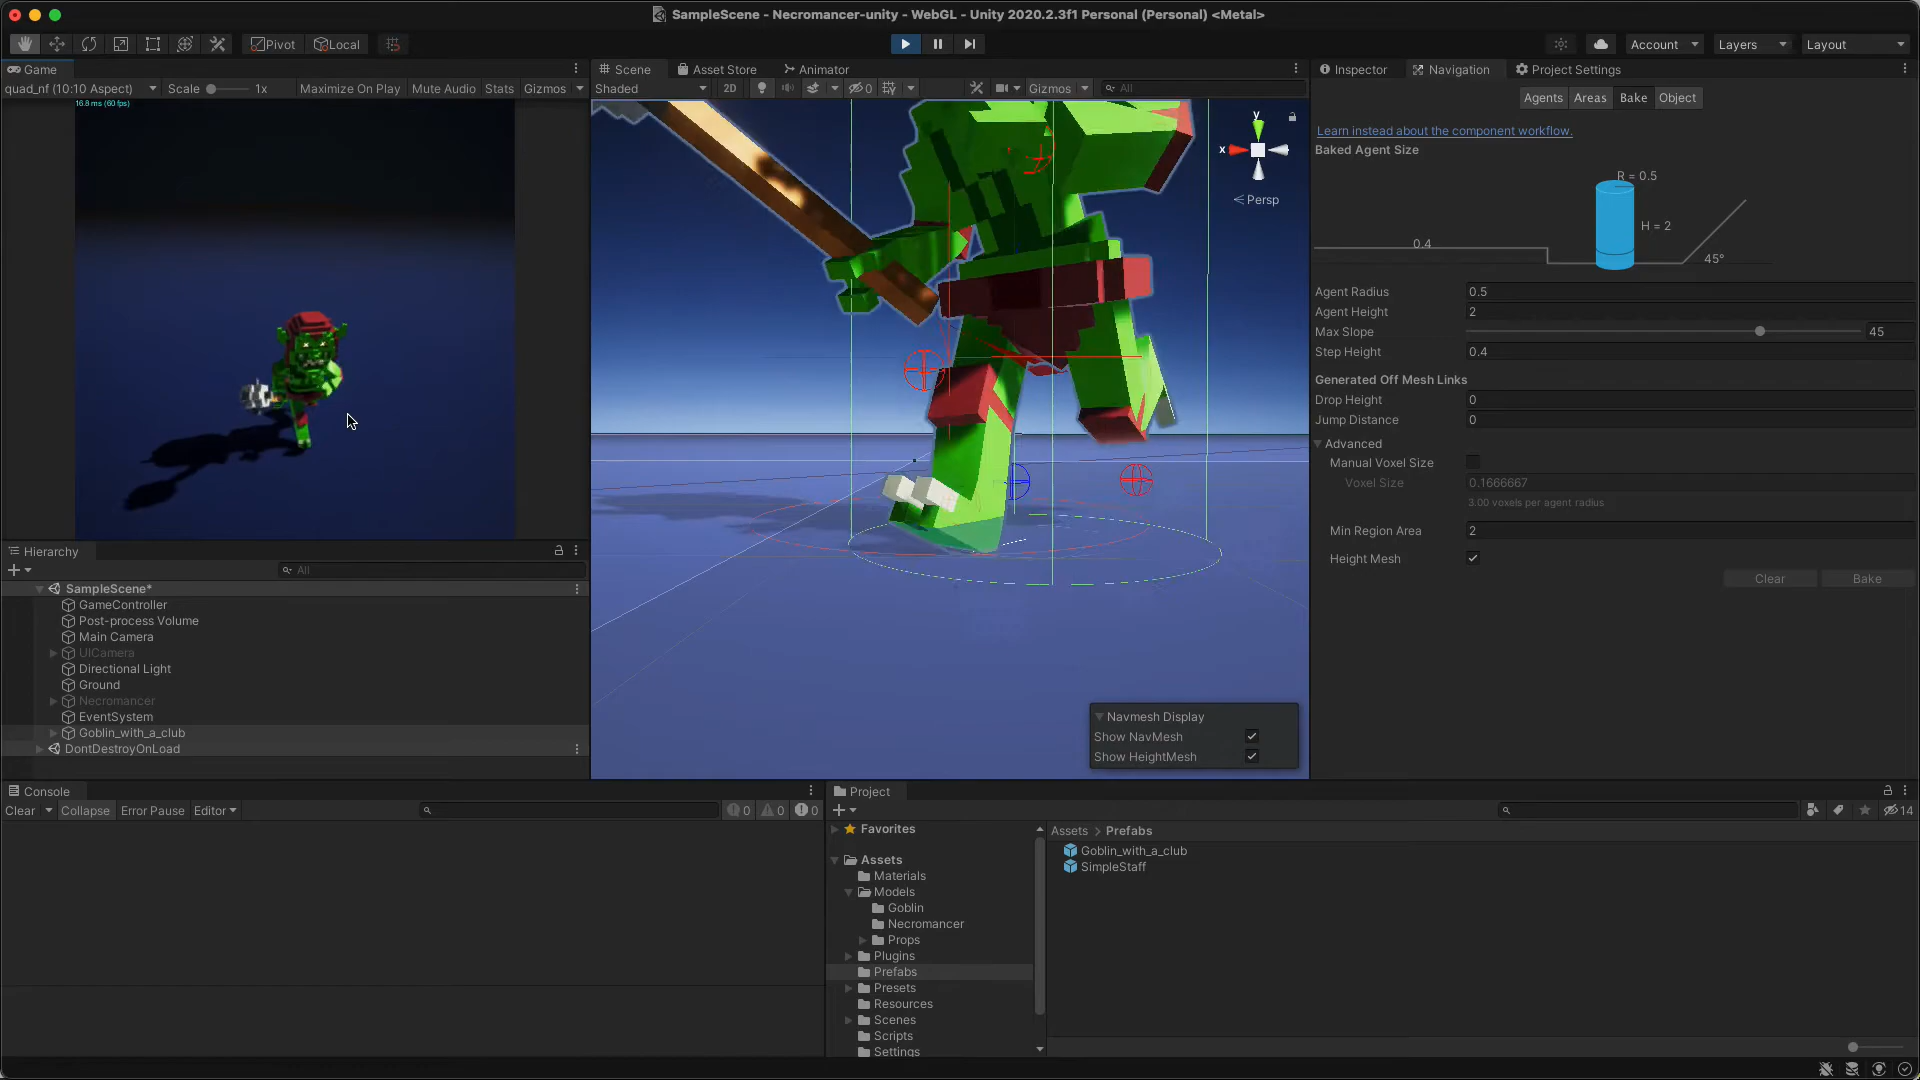 SampleScene - Necromancer-unity - WebGL - Unity 2020.2.3f1 Personal (Personal) <Metal>
Pivot Local Account Layers Layout
Game
quad_nf (10:10 Aspect) Scale 1x Maximize On Play Mute Audio Stats Gizmos
16.8 ms (60 fps)
Scene Asset Store Animator
Shaded 2D 0 Gizmos All
y
x
Persp
Navmesh Display
Show NavMesh
Show HeightMesh
Inspector Navigation Project Settings
Agents Areas Bake Object
Learn instead about the component workflow.
Baked Agent Size
R = 0.5
H = 2
0.4
45°
Agent Radius 0.5
Agent Height 2
Max Slope 45
Step Height 0.4
Generated Off Mesh Links
Drop Height 0
Jump Distance 0
Advanced
Manual Voxel Size
Voxel Size 0.1666667
3.00 voxels per agent radius
Min Region Area 2
Height Mesh
Clear Bake
Hierarchy
All
SampleScene*
GameController
Post-process Volume
Main Camera
UICamera
Directional Light
Ground
Necromancer
EventSystem
Goblin_with_a_club
DontDestroyOnLoad
Console
Clear Collapse Error Pause Editor 0 0 0
Project
14
Favorites
Assets
Materials
Models
Goblin
Necromancer
Props
Plugins
Prefabs
Presets
Resources
Scenes
Scripts
Settings
Assets > Prefabs
Goblin_with_a_club
SimpleStaff